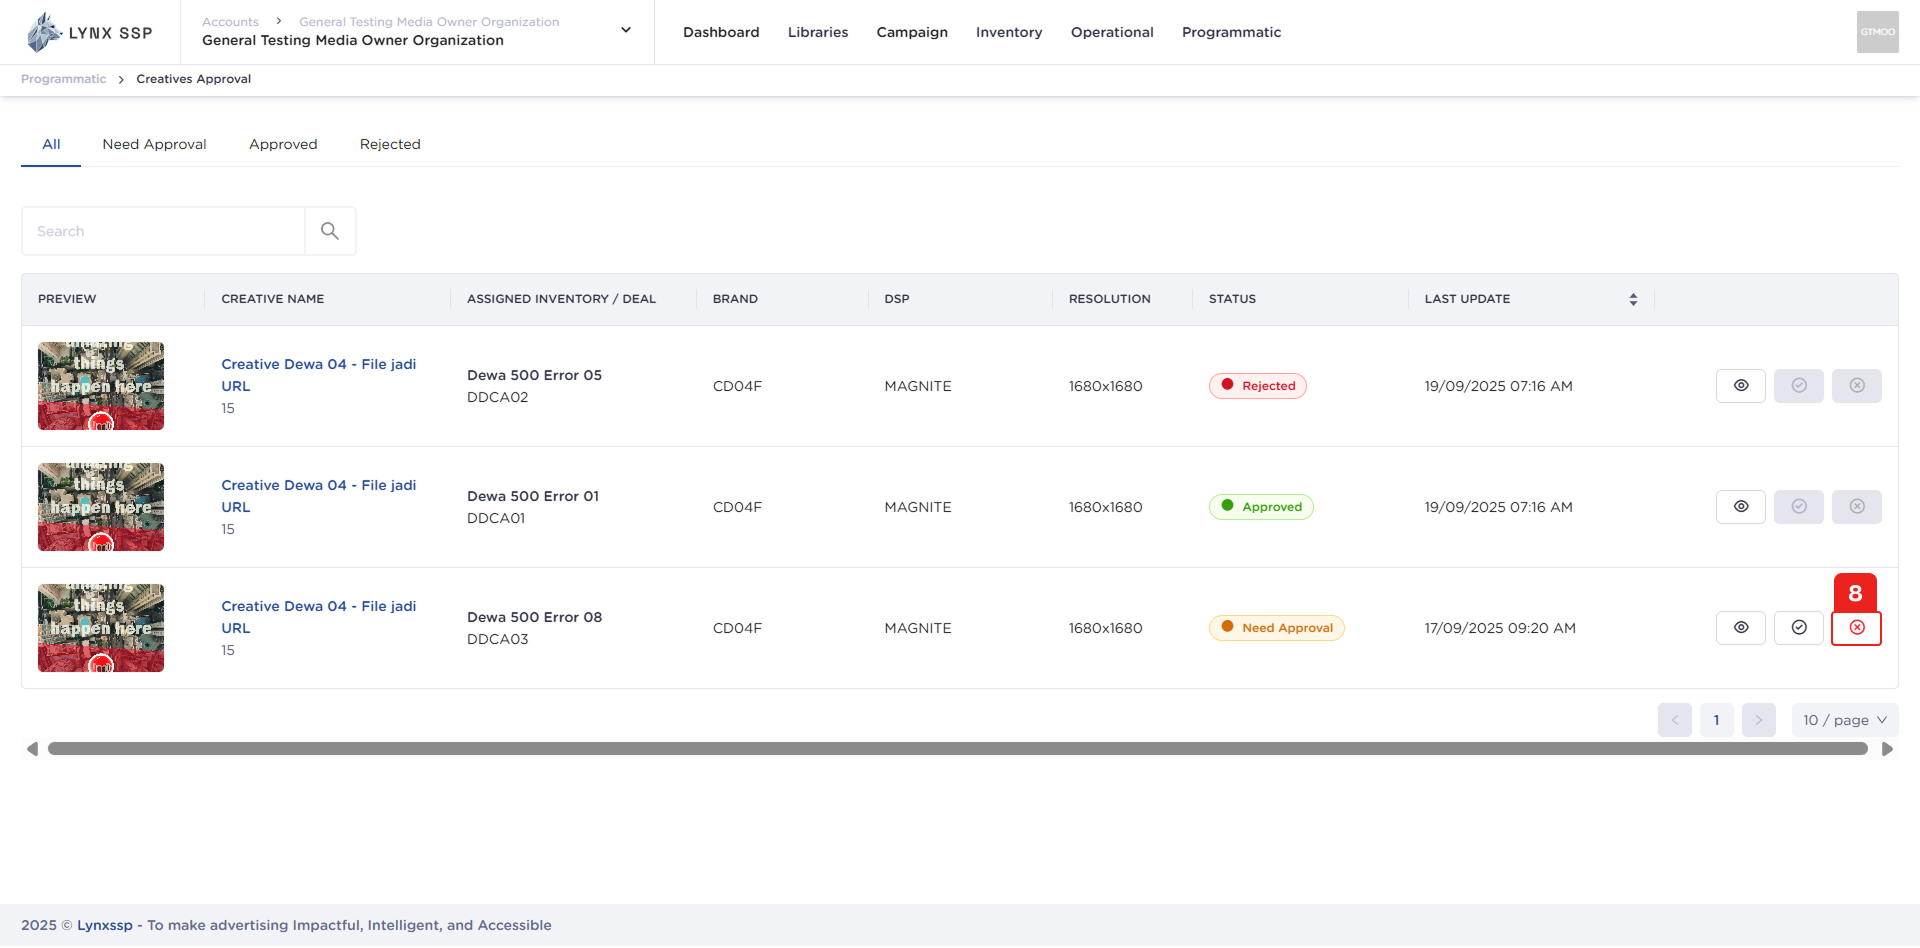 LYNX SSP
Accounts > General Testing Media Owner Organization
General Testing Media Owner Organization
Dashboard Libraries Campaign Inventory Operational Programmatic
GTMOO
Programmatic > Creatives Approval
All Need Approval Approved Rejected
Search
PREVIEW CREATIVE NAME ASSIGNED INVENTORY / DEAL BRAND DSP RESOLUTION STATUS LAST UPDATE
things
happen here
Creative Dewa 04 - File jadi
URL
15
Dewa 500 Error 05
DDCA02
CD04F
MAGNITE
1680x1680
Rejected
19/09/2025 07:16 AM
things
happen here
Creative Dewa 04 - File jadi
URL
15
Dewa 500 Error 01
DDCA01
CD04F
MAGNITE
1680x1680
Approved
19/09/2025 07:16 AM
things
happen here
Creative Dewa 04 - File jadi
URL
15
Dewa 500 Error 08
DDCA03
CD04F
MAGNITE
1680x1680
Need Approval
17/09/2025 09:20 AM
8
< 1 > 10 / page
2025 © Lynxssp - To make advertising Impactful, Intelligent, and Accessible